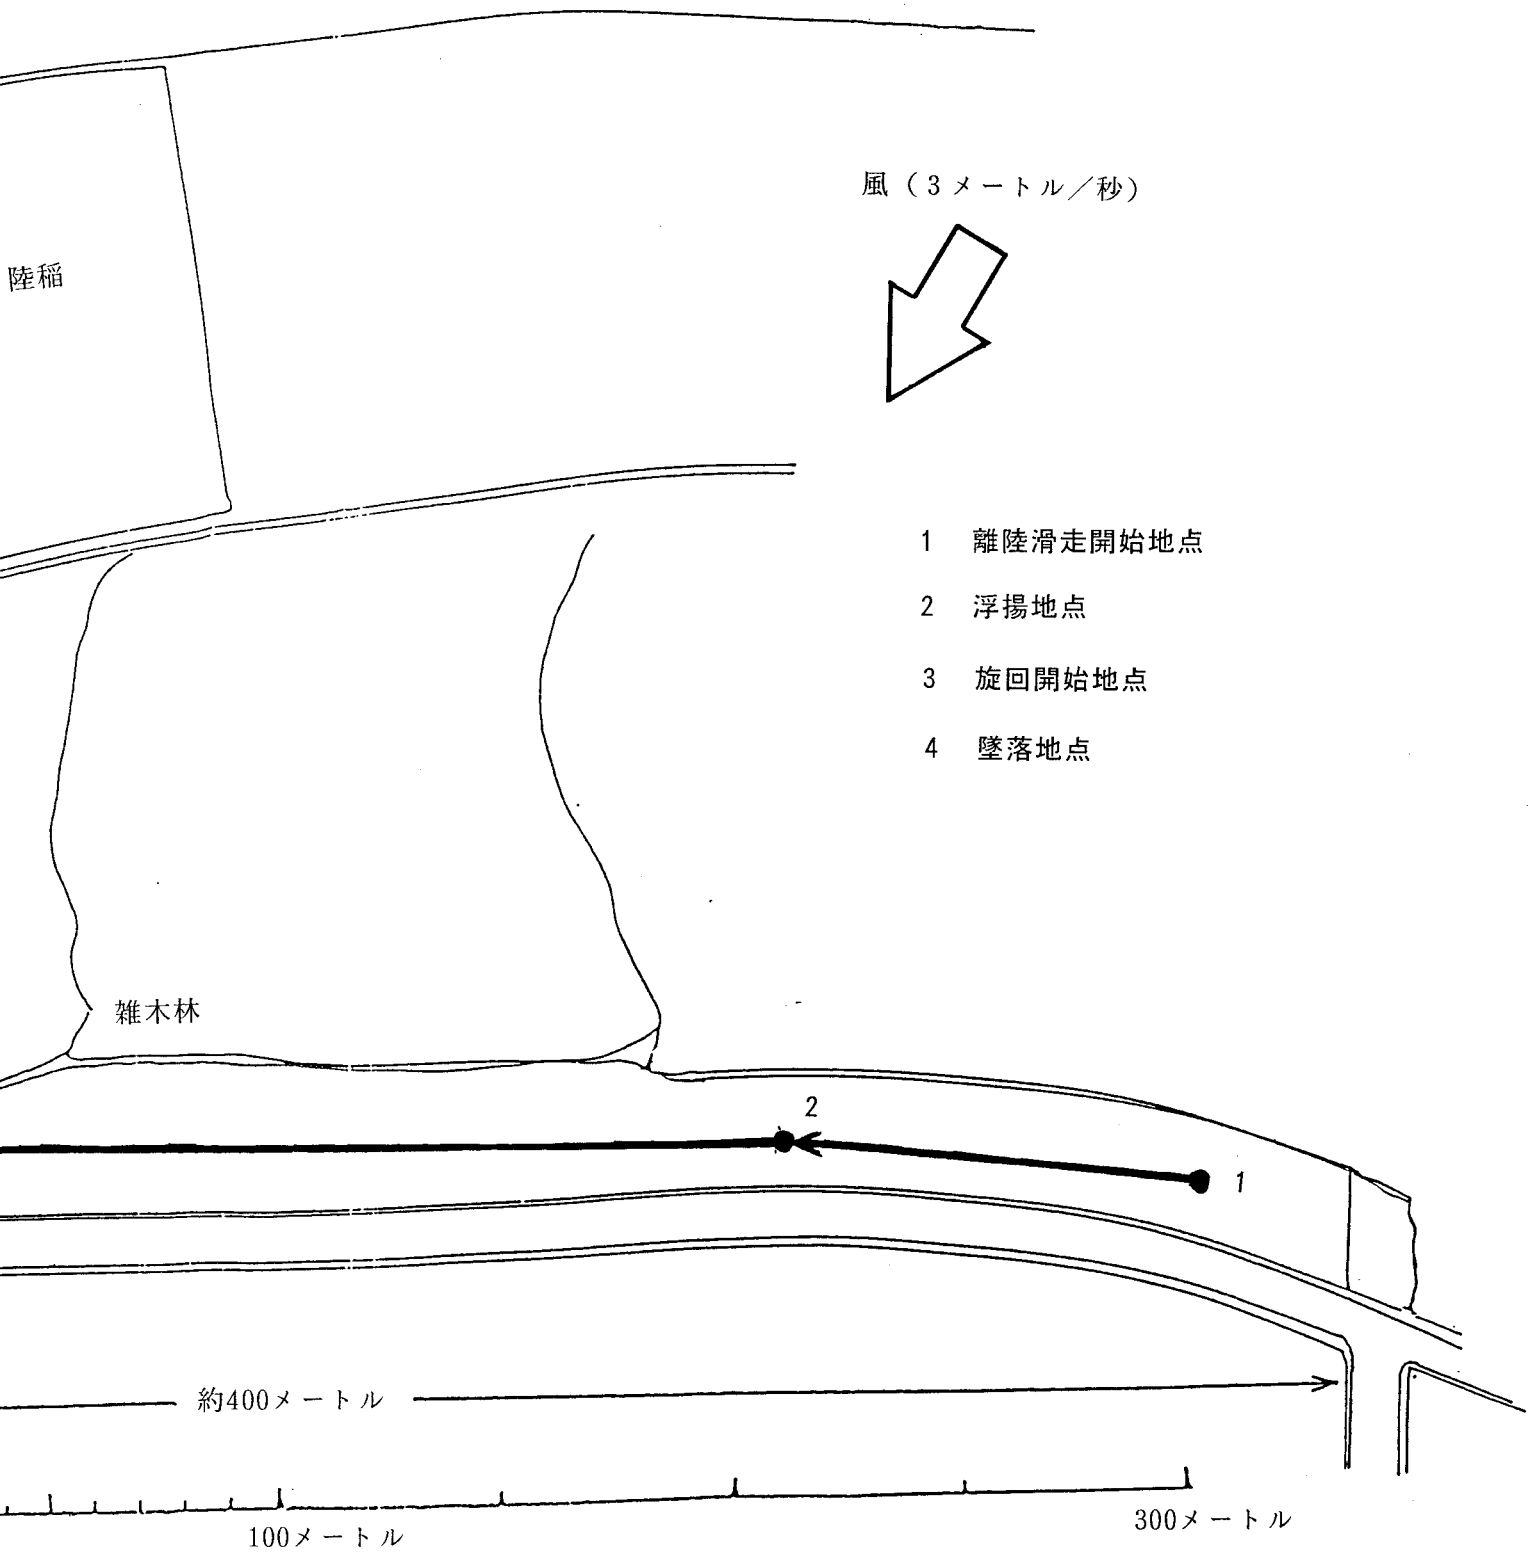 風（3メートル／秒）
陸稲
1 離陸滑走開始地点
2 浮揚地点
3 旋回開始地点
4 墜落地点
雑木林
2
1
約400メートル
100メートル
300メートル